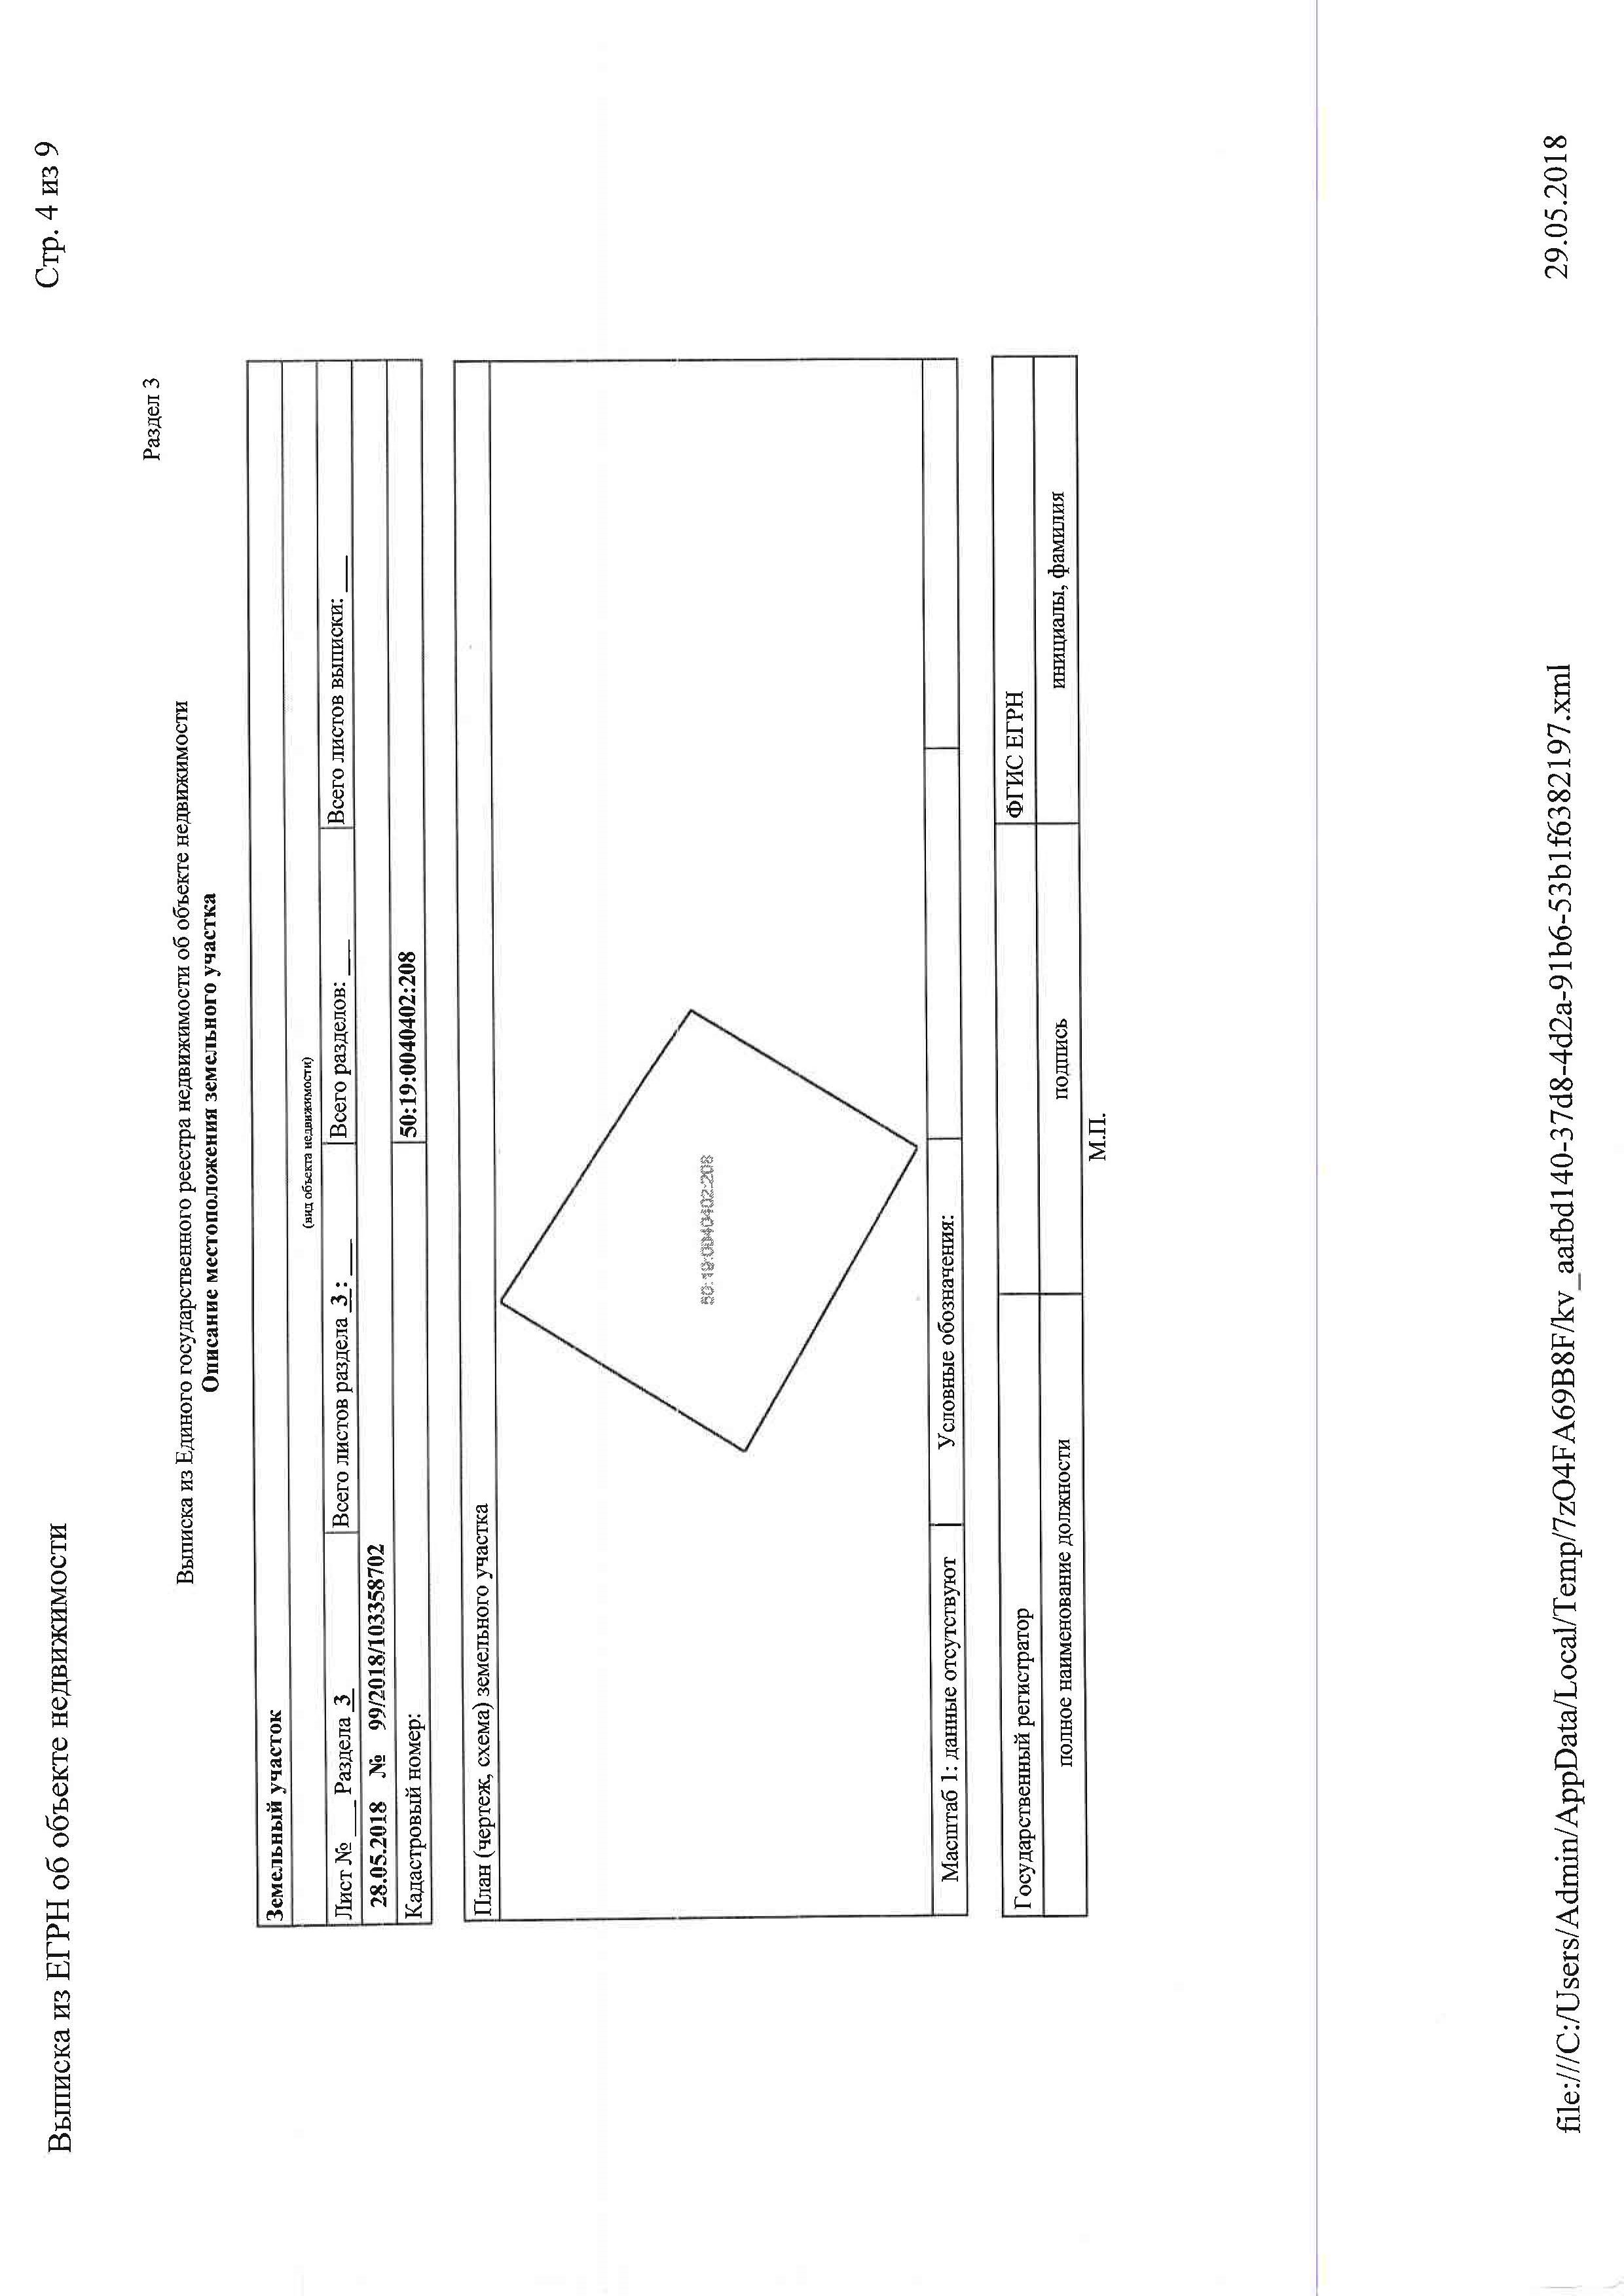 Выписка из ЕГРН об объекте недвижимости
Стр. 4 из 9
Раздел 3
Выписка из Единого государственного реестра недвижимости об объекте недвижимости
Описание местоположения земельного участка
Земельный участок
(вид объекта недвижимости)
Лист № ___ Раздела 3
Всего листов раздела 3 : ___
Всего разделов: ___
Всего листов выписки: ___
28.05.2018 № 99/2018/103358702
Кадастровый номер:
50:19:0040402:208
План (чертеж, схема) земельного участка
50:19:0040402:208
Масштаб 1: данные отсутствуют
Условные обозначения:
Государственный регистратор
ФГИС ЕГРН
полное наименование должности
подпись
инициалы, фамилия
М.П.
file:///C:/Users/Admin/AppData/Local/Temp/7zO4FA69B8F/kv_aafbd140-37d8-4d2a-91b6-53b1f6382197.xml
29.05.2018